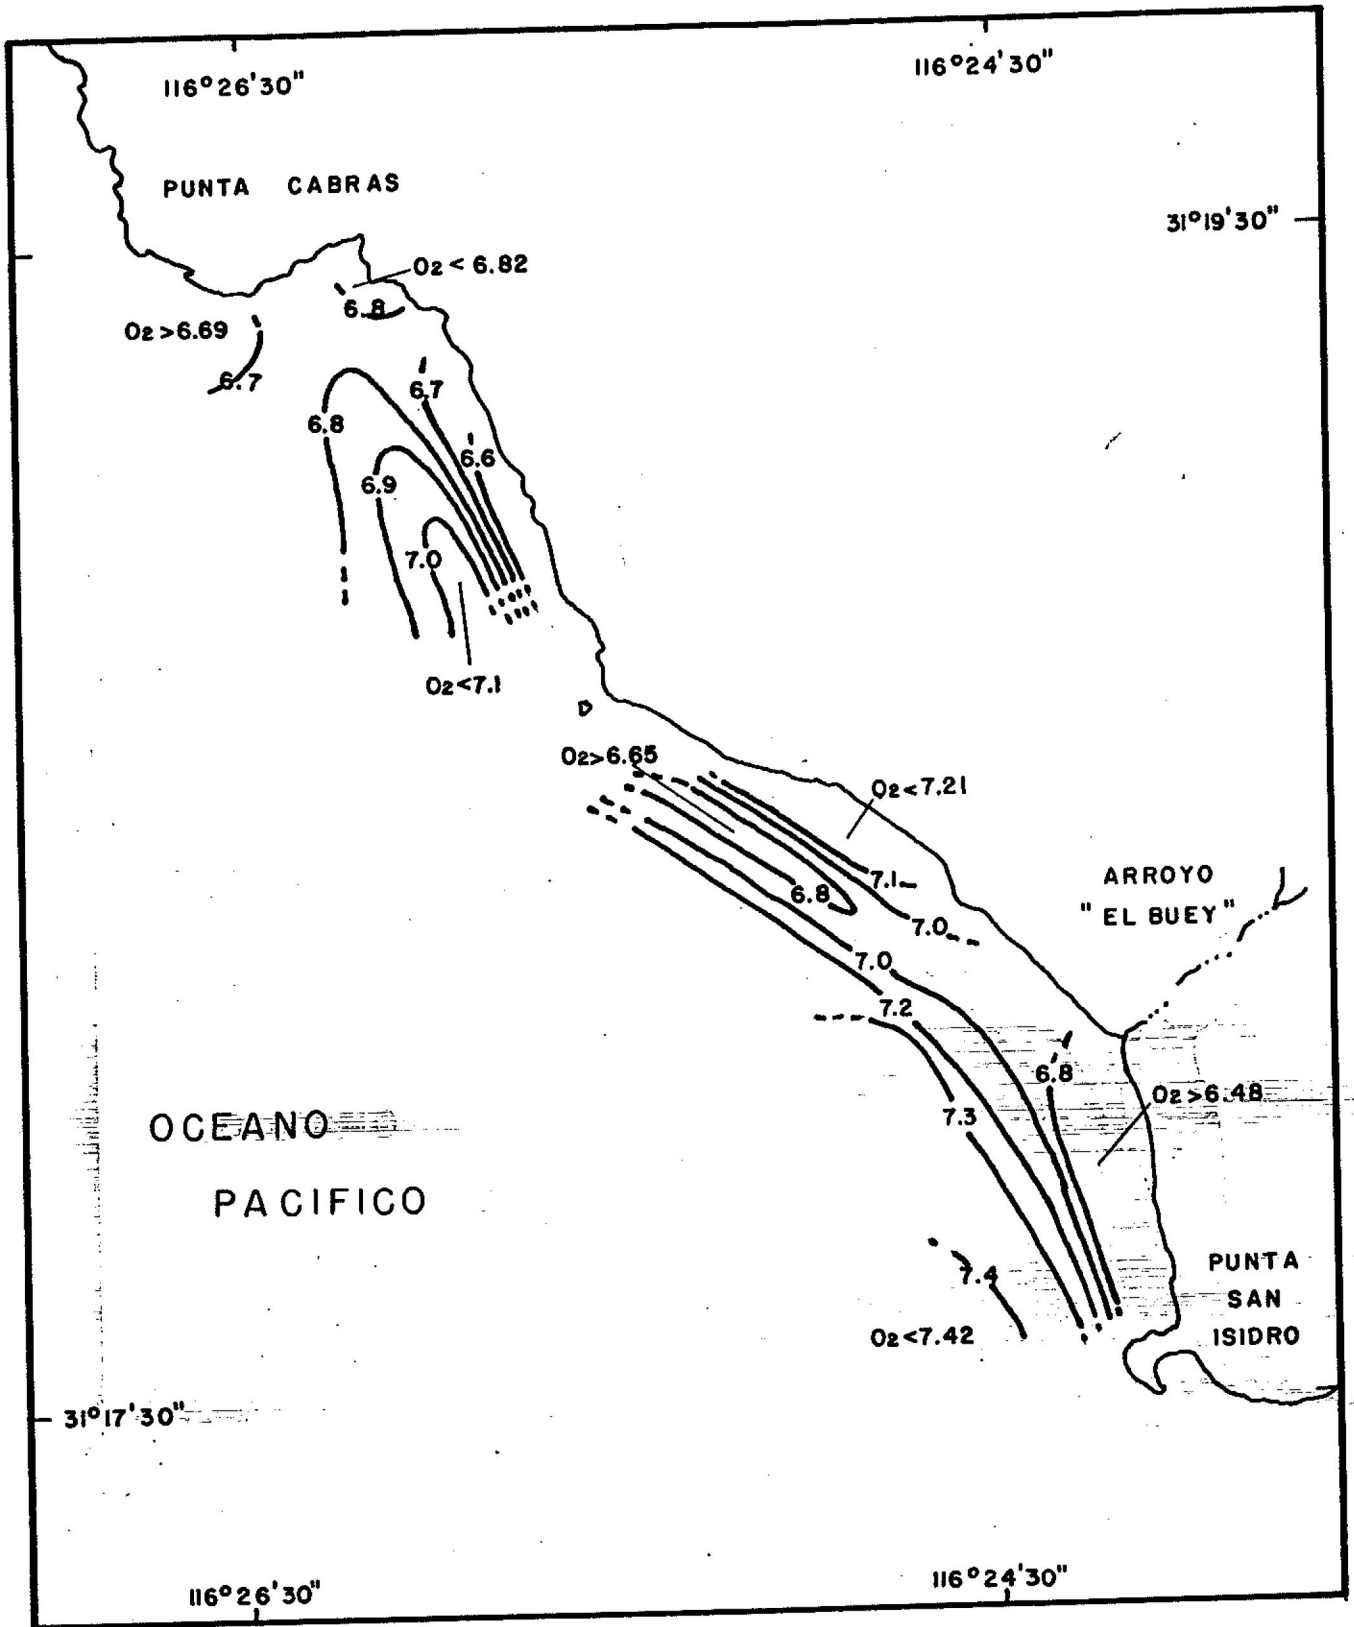 116°26'30"
116°24'30"
PUNTA CABRAS
31°19'30"
O2 < 6.82
6.8
O2 >6.69
6.7
6.7
6.8
6.6
6.9
7.0
O2<7.1
O2>6.65
O2<7.21
7.1
6.8
ARROYO
"EL BUEY"
7.0
7.0
7.2
6.8
O2>6.48
7.3
OCEANO
PACIFICO
7.4
PUNTA
SAN
ISIDRO
O2<7.42
31°17'30"
116°26'30"
116°24'30"